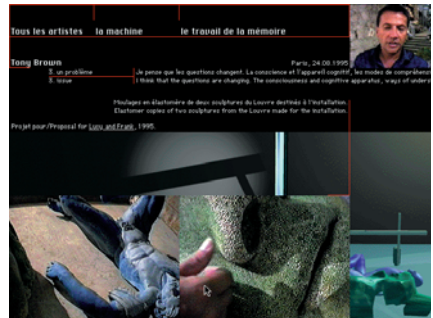 Tous les artistes la machine le travail de la mémoire
Tony Brown Paris, 24.08.1995
3. un problème Je pense que les questions changent. La conscience et l'appareil cognitif, les modes de compréhens
3. issue I think that the questions are changing. The consciousness and cognitive apparatus, ways of unders
Moulages en élastomère de deux sculptures du Louvre destinés à l'installation.
Elastomer copies of two sculptures from the Louvre made for the installation.
Projet pour/Proposal for Lucy and Frank, 1995.